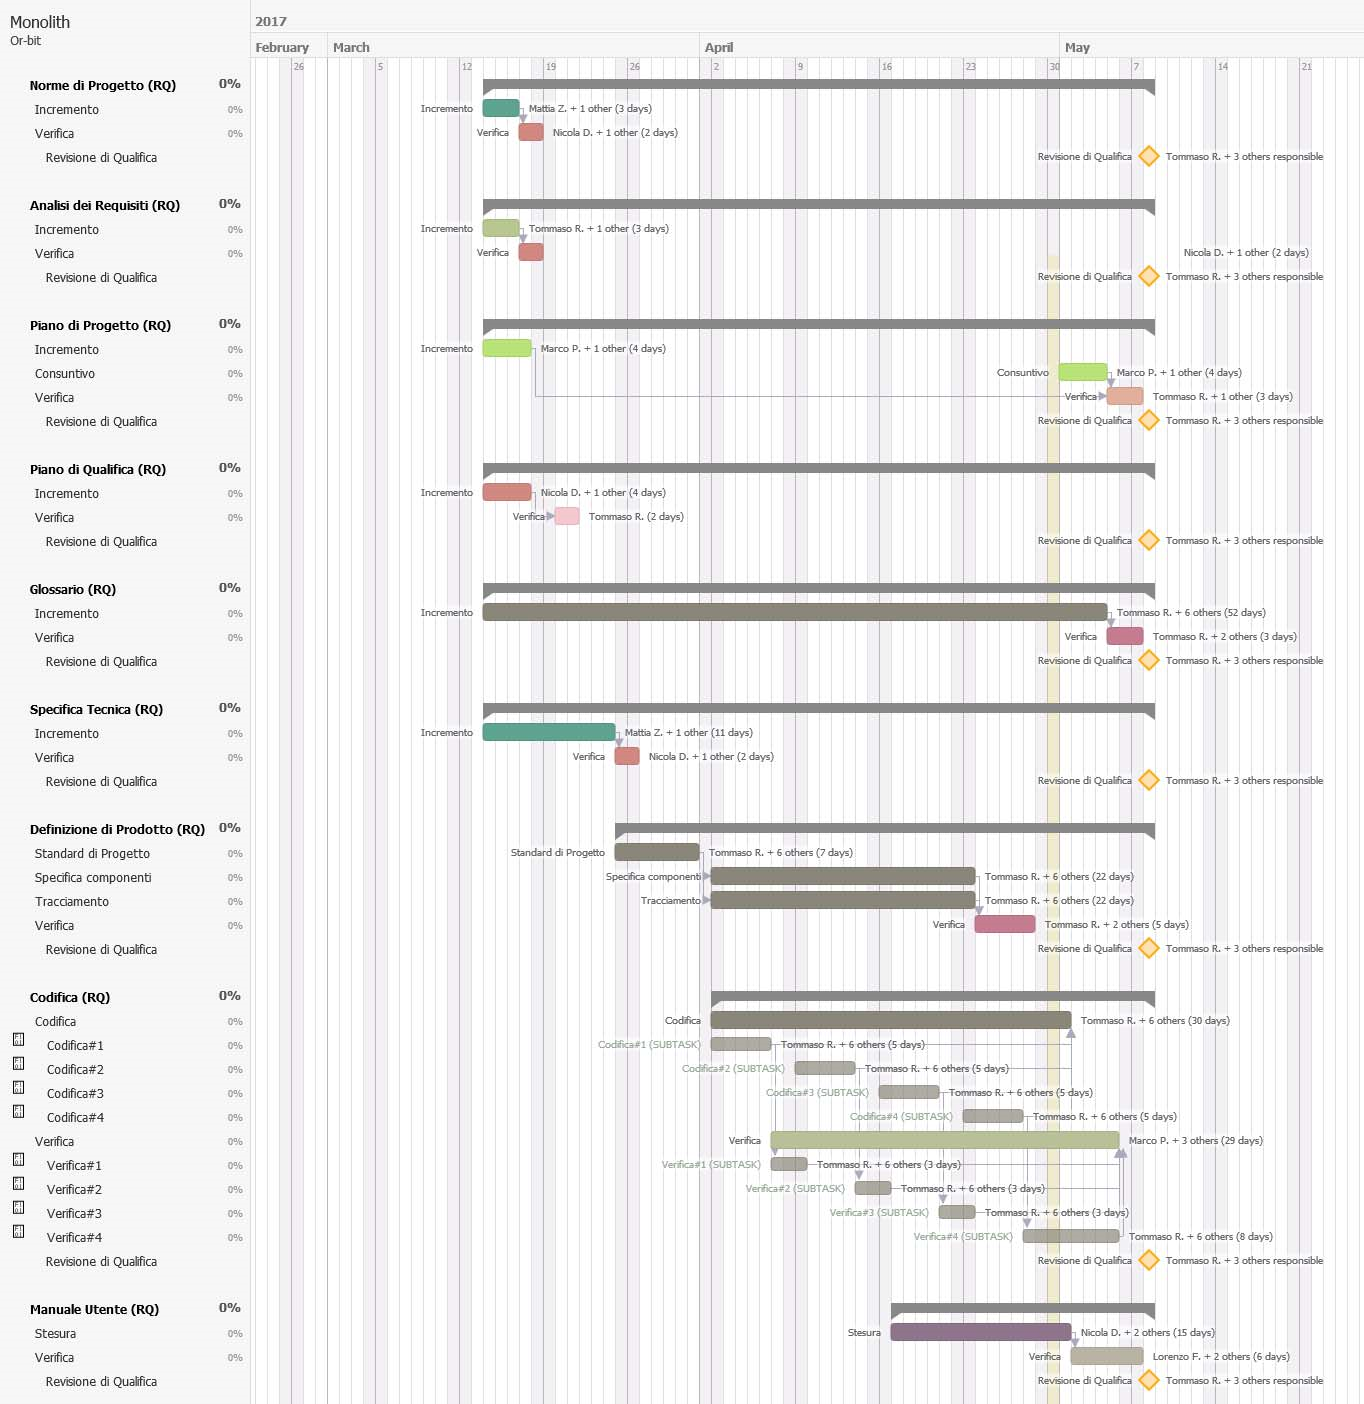 Monolith
Or-bit
2017
February March April May
26 5 12 19 26 2 9 16 23 30 7 14 21
Norme di Progetto (RQ) 0%
Incremento 0% Incremento Mattia Z. + 1 other (3 days)
Verifica 0% Verifica Nicola D. + 1 other (2 days)
Revisione di Qualifica Revisione di Qualifica Tommaso R. + 3 others responsible
Analisi dei Requisiti (RQ) 0%
Incremento 0% Incremento Tommaso R. + 1 other (3 days)
Verifica 0% Verifica Nicola D. + 1 other (2 days)
Revisione di Qualifica Revisione di Qualifica Tommaso R. + 3 others responsible
Piano di Progetto (RQ) 0%
Incremento 0% Incremento Marco P. + 1 other (4 days)
Consuntivo 0% Consuntivo Marco P. + 1 other (4 days)
Verifica 0% Verifica Tommaso R. + 1 other (3 days)
Revisione di Qualifica Revisione di Qualifica Tommaso R. + 3 others responsible
Piano di Qualifica (RQ) 0%
Incremento 0% Incremento Nicola D. + 1 other (4 days)
Verifica 0% Verifica Tommaso R. (2 days)
Revisione di Qualifica Revisione di Qualifica Tommaso R. + 3 others responsible
Glossario (RQ) 0%
Incremento 0% Incremento Tommaso R. + 6 others (52 days)
Verifica 0% Verifica Tommaso R. + 2 others (3 days)
Revisione di Qualifica Revisione di Qualifica Tommaso R. + 3 others responsible
Specifica Tecnica (RQ) 0%
Incremento 0% Incremento Mattia Z. + 1 other (11 days)
Verifica 0% Verifica Nicola D. + 1 other (2 days)
Revisione di Qualifica Revisione di Qualifica Tommaso R. + 3 others responsible
Definizione di Prodotto (RQ) 0%
Standard di Progetto 0% Standard di Progetto Tommaso R. + 6 others (7 days)
Specifica componenti 0% Specifica componenti Tommaso R. + 6 others (22 days)
Tracciamento 0% Tracciamento Tommaso R. + 6 others (22 days)
Verifica 0% Verifica Tommaso R. + 2 others (5 days)
Revisione di Qualifica Revisione di Qualifica Tommaso R. + 3 others responsible
Codifica (RQ) 0%
Codifica 0% Codifica Tommaso R. + 6 others (30 days)
Codifica#1 0% Codifica#1 (SUBTASK) Tommaso R. + 6 others (5 days)
Codifica#2 0% Codifica#2 (SUBTASK) Tommaso R. + 6 others (5 days)
Codifica#3 0% Codifica#3 (SUBTASK) Tommaso R. + 6 others (5 days)
Codifica#4 0% Codifica#4 (SUBTASK) Tommaso R. + 6 others (5 days)
Verifica 0% Verifica Marco P. + 3 others (29 days)
Verifica#1 0% Verifica#1 (SUBTASK) Tommaso R. + 6 others (3 days)
Verifica#2 0% Verifica#2 (SUBTASK) Tommaso R. + 6 others (3 days)
Verifica#3 0% Verifica#3 (SUBTASK) Tommaso R. + 6 others (3 days)
Verifica#4 0% Verifica#4 (SUBTASK) Tommaso R. + 6 others (8 days)
Revisione di Qualifica Revisione di Qualifica Tommaso R. + 3 others responsible
Manuale Utente (RQ) 0%
Stesura 0% Stesura Nicola D. + 2 others (15 days)
Verifica 0% Verifica Lorenzo F. + 2 others (6 days)
Revisione di Qualifica Revisione di Qualifica Tommaso R. + 3 others responsible